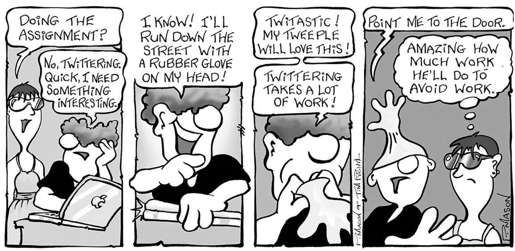 DOING THE
ASSIGNMENT?
NO, TWITTERING.
QUICK, I NEED
SOMETHING
INTERESTING.
I KNOW! I'LL
RUN DOWN THE
STREET WITH
A RUBBER GLOVE
ON MY HEAD!
TWITASTIC!
MY TWEEPLE
WILL LOVE THIS!
TWITTERING
TAKES A LOT
OF WORK!
POINT ME TO THE DOOR.
AMAZING HOW
MUCH WORK
HE'LL DO TO
AVOID WORK.